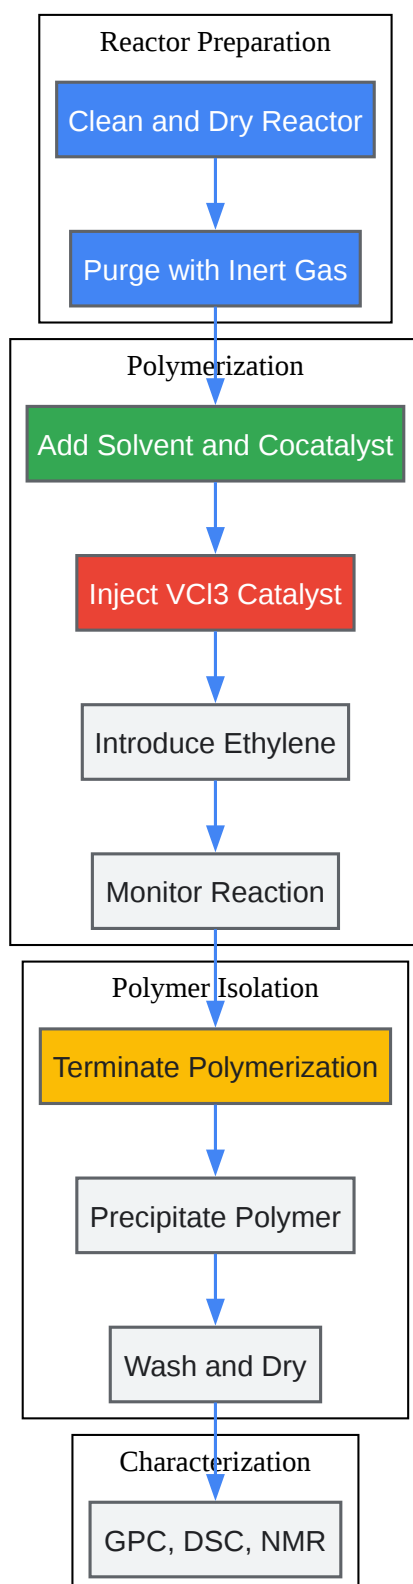 Reactor Preparation
Clean and Dry Reactor
Purge with Inert Gas
Polymerization
Add Solvent and Cocatalyst
Inject VCl3 Catalyst
Introduce Ethylene
Monitor Reaction
Polymer Isolation
Terminate Polymerization
Precipitate Polymer
Wash and Dry
Characterization
GPC, DSC, NMR